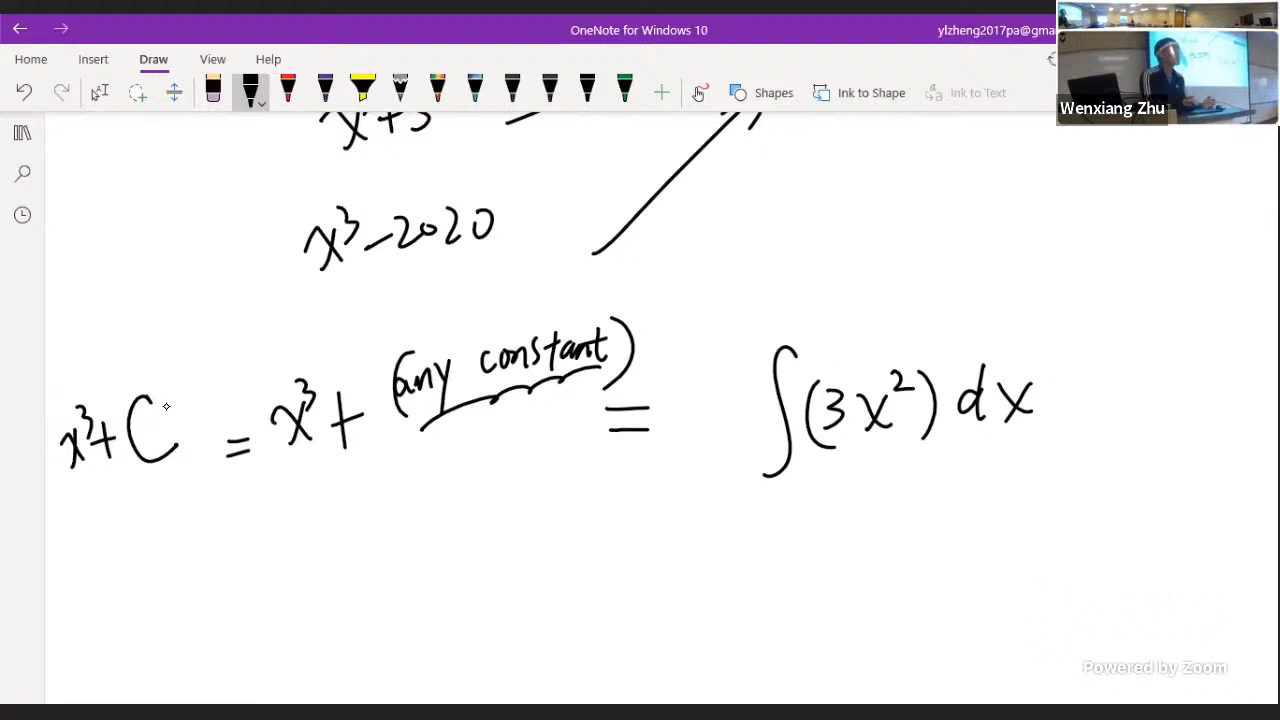 OneNote for Windows 10
ylzheng2017pa@gma
Home Insert Draw View Help
Shapes Ink to Shape Ink to Text
Wenxiang Zhu
x³ - 2020
x³ + C = x³ + (any constant) = ∫(3x²) dx
Powered by Zoom